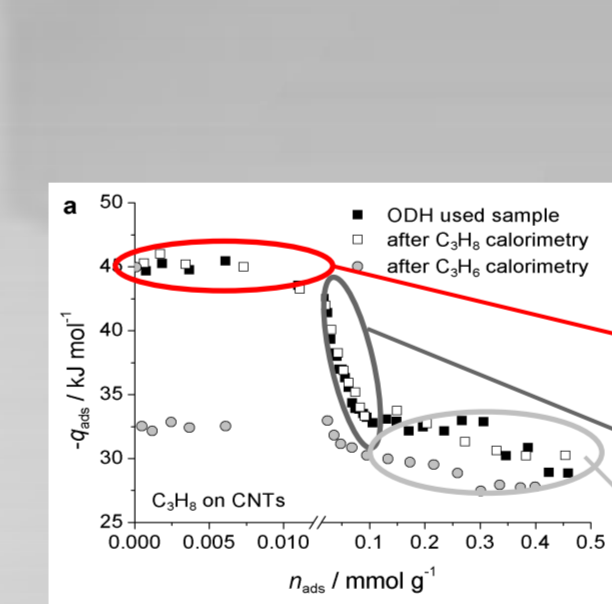 a
50
45
40
35
30
25
-qads / kJ mol-1
ODH used sample
after C3H8 calorimetry
after C3H6 calorimetry
C3H8 on CNTs
0.000 0.005 0.010 0.1 0.2 0.3 0.4 0.5
nads / mmol g-1